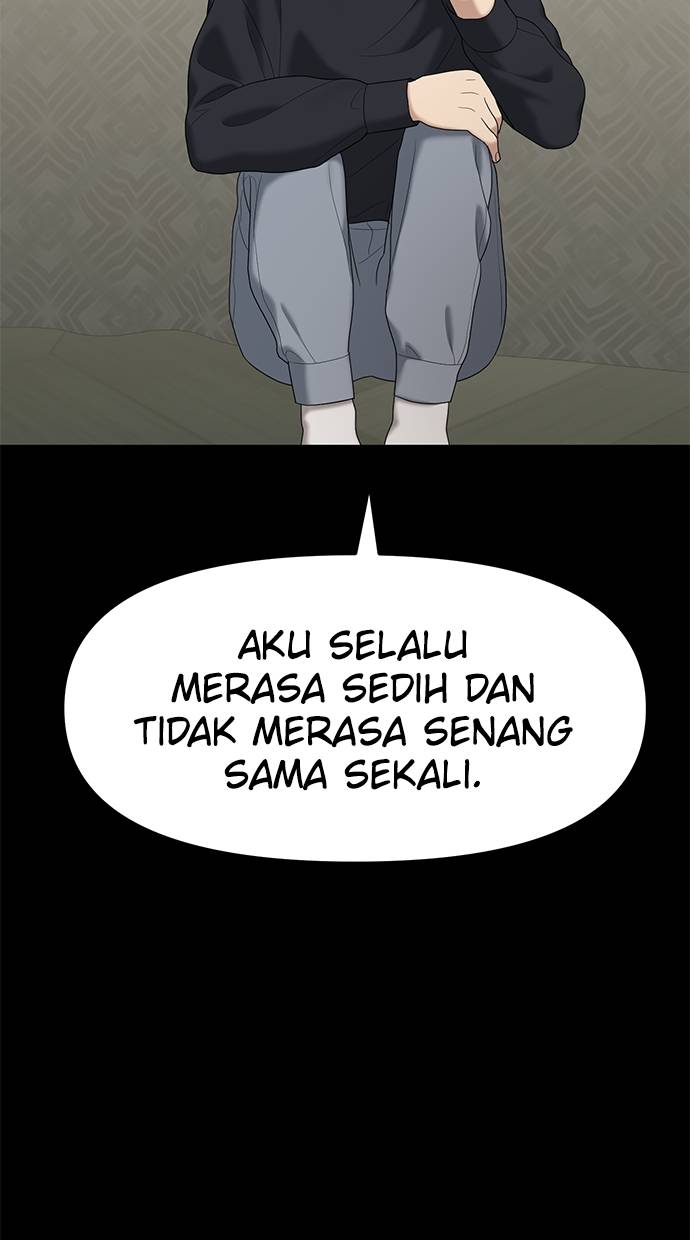 AKU SELALU
MERASA SEDIH DAN
TIDAK MERASA SENANG
SAMA SEKALI.